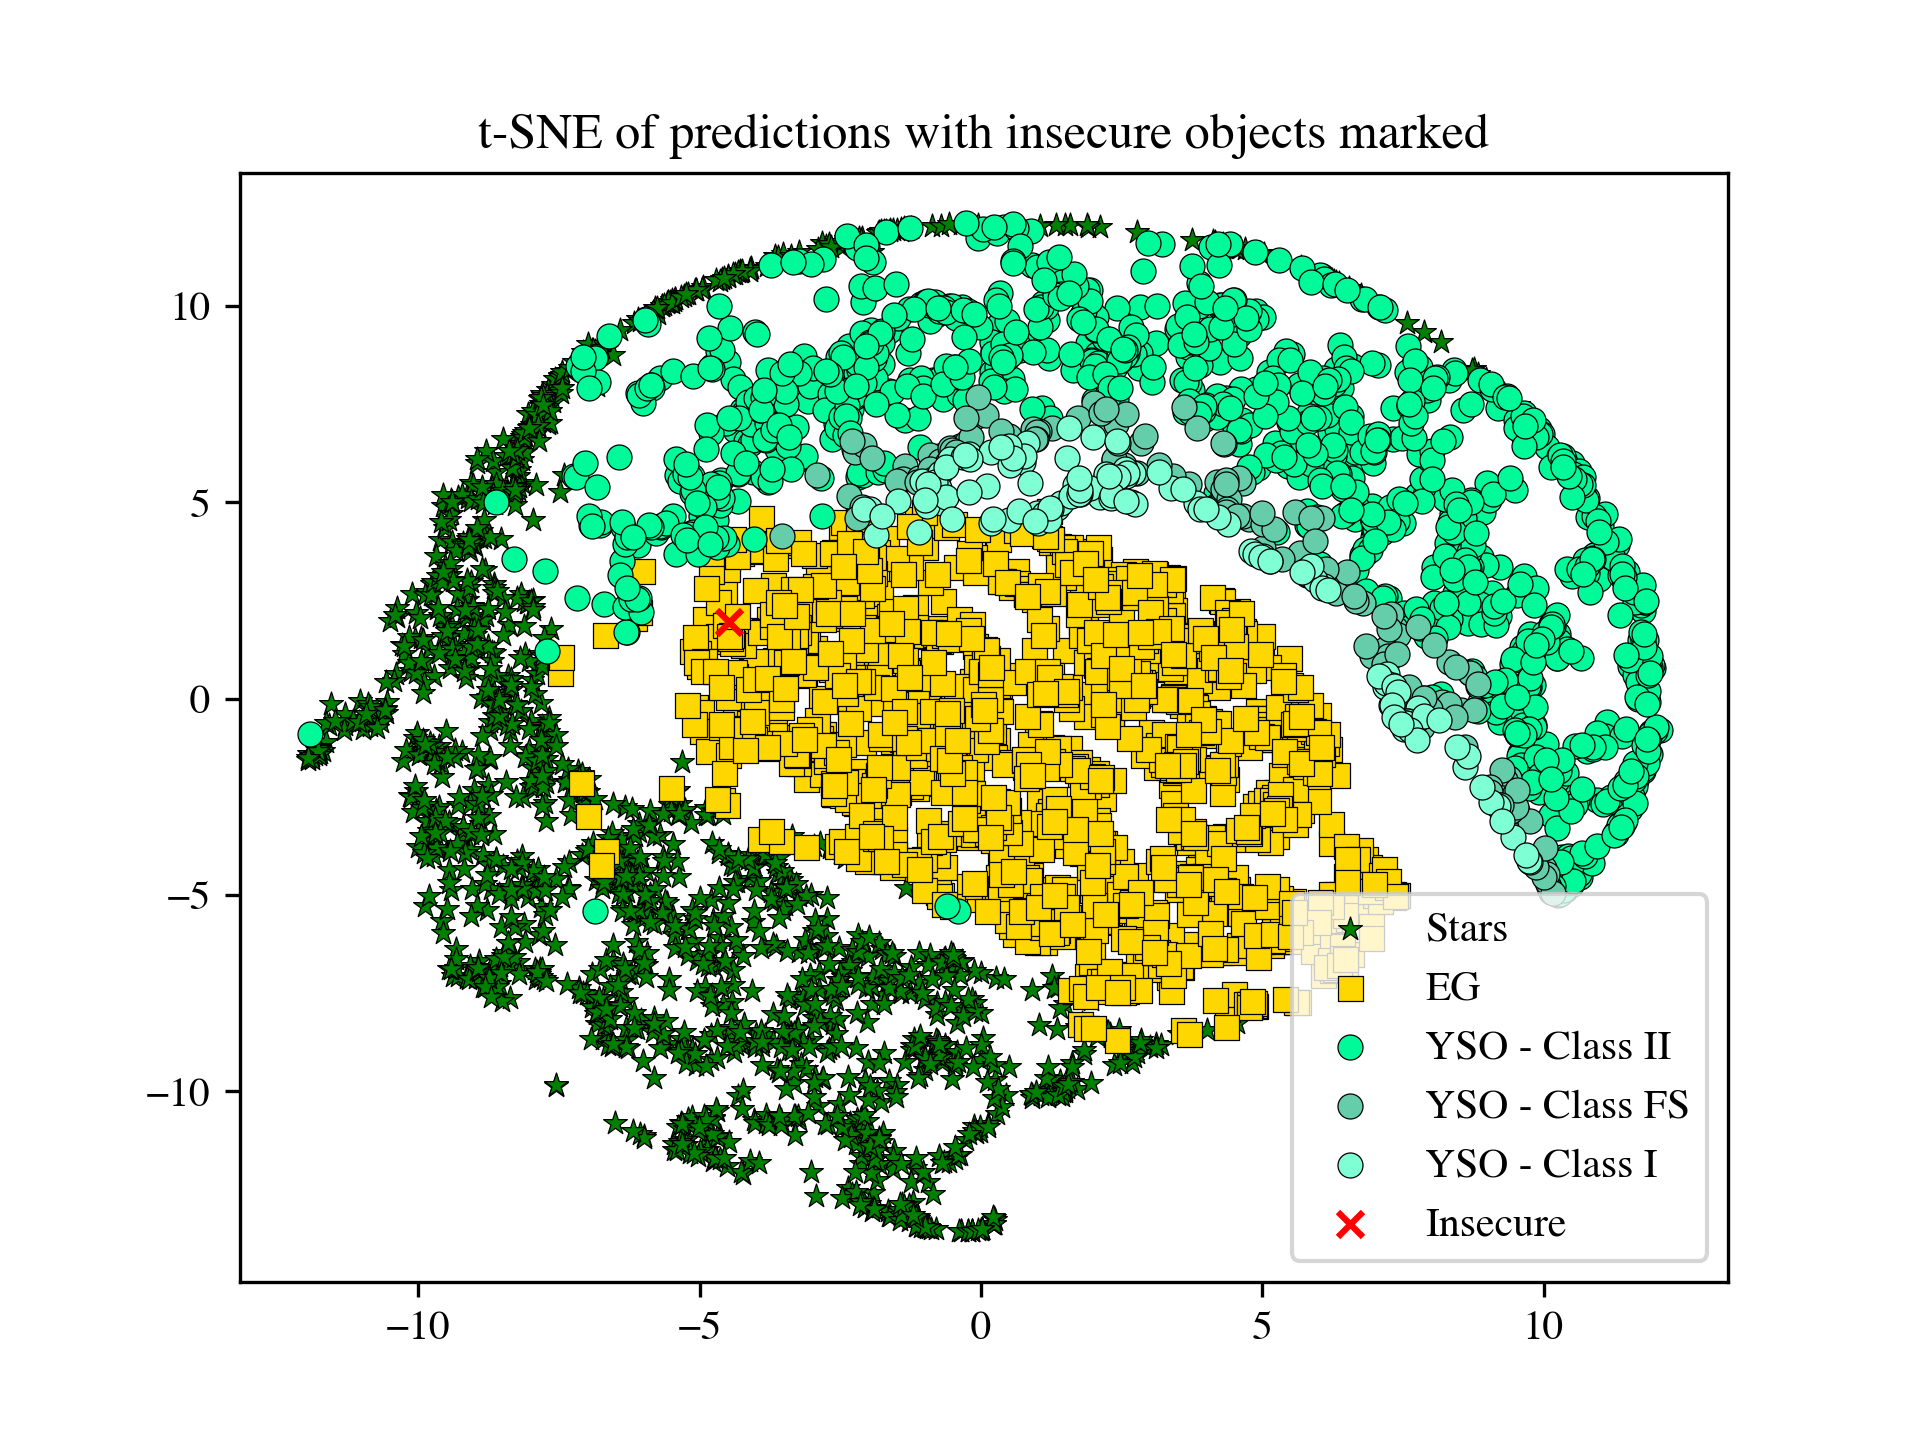 t-SNE of predictions with insecure objects marked
10
5
0
−5
−10
−10
−5
0
5
10
Stars
EG
YSO - Class II
YSO - Class FS
YSO - Class I
Insecure